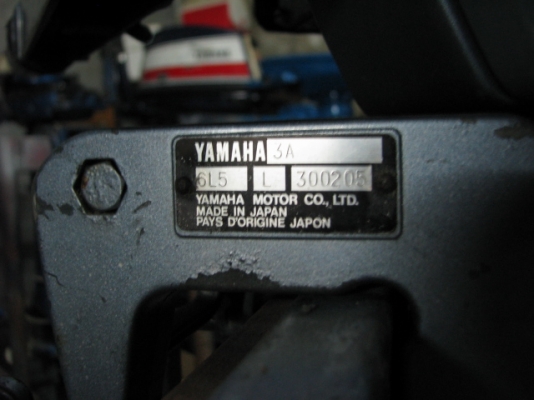 YAMAHA 3A
6L5 L 300205
YAMAHA MOTOR CO., LTD.
MADE IN JAPAN
PAYS D'ORIGINE JAPON